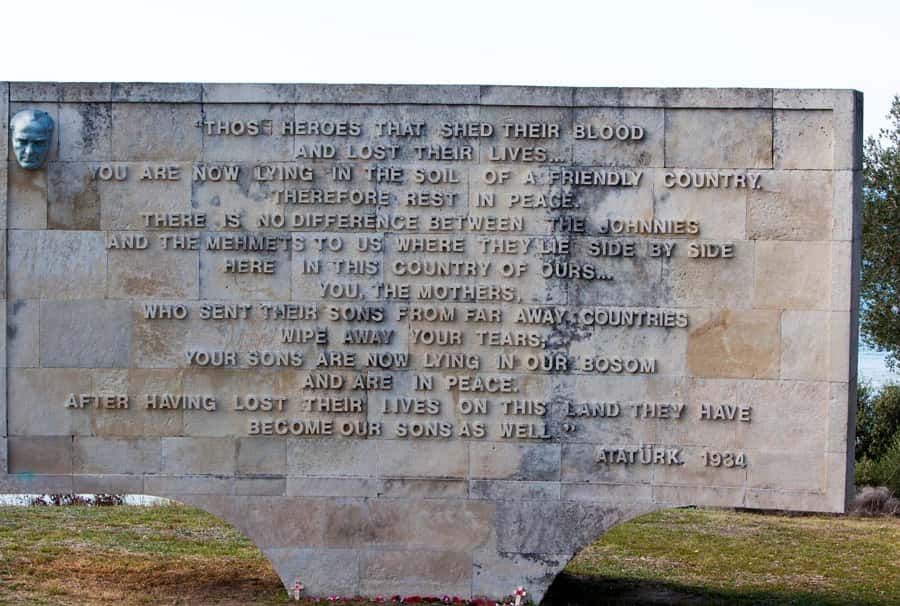 "THOS HEROES THAT SHED THEIR BLOOD
AND LOST THEIR LIVES...
YOU ARE NOW LYING IN THE SOIL OF A FRIENDLY COUNTRY.
THEREFORE REST IN PEACE.
THERE IS NO DIFFERENCE BETWEEN THE JOHNNIES
AND THE MEHMETS TO US WHERE THEY LIE SIDE BY SIDE
HERE IN THIS COUNTRY OF OURS...
YOU, THE MOTHERS,
WHO SENT THEIR SONS FROM FAR AWAY COUNTRIES
WIPE AWAY YOUR TEARS;
YOUR SONS ARE NOW LYING IN OUR BOSOM
AND ARE IN PEACE.
AFTER HAVING LOST THEIR LIVES ON THIS LAND THEY HAVE
BECOME OUR SONS AS WELL."
ATATÜRK. 1934